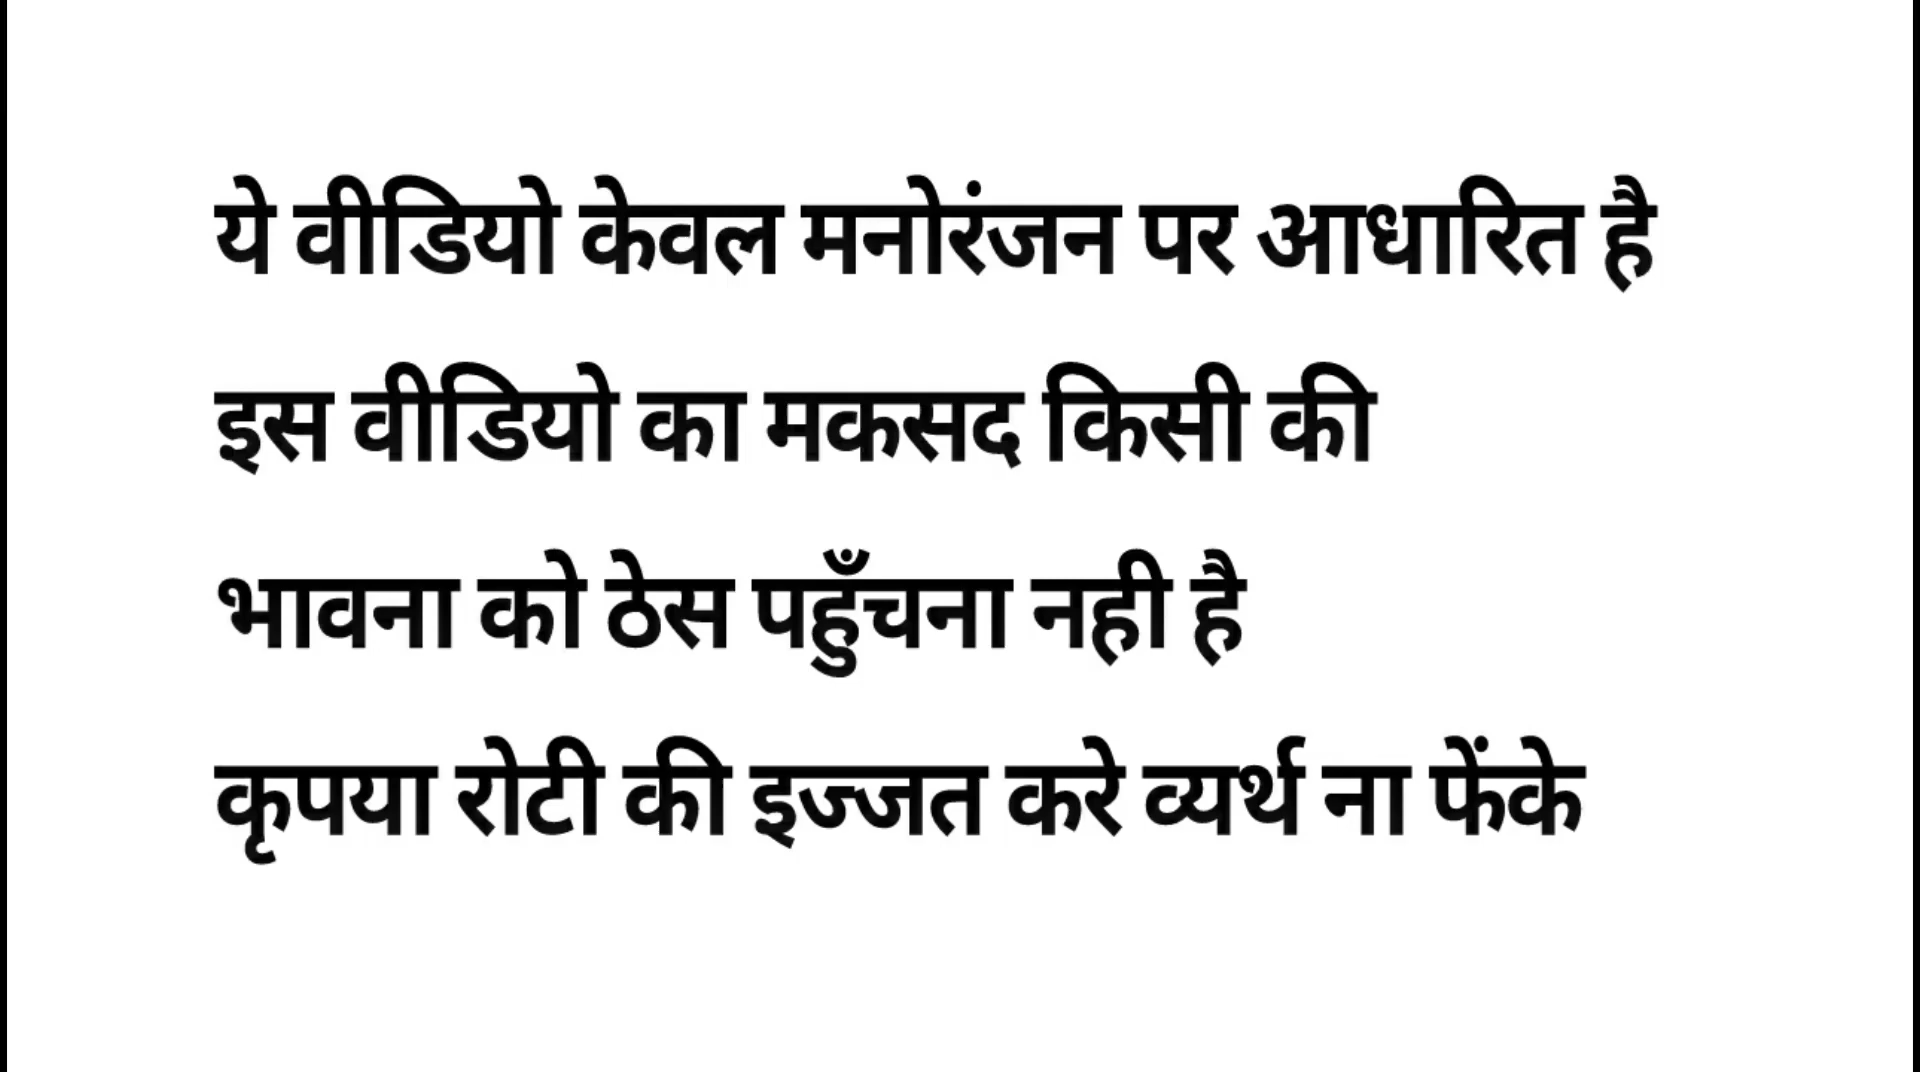 ये वीडियो केवल मनोरंजन पर आधारित है
इस वीडियो का मकसद किसी की
भावना को ठेस पहुँचना नही है
कृपया रोटी की इज्जत करे व्यर्थ ना फेंके